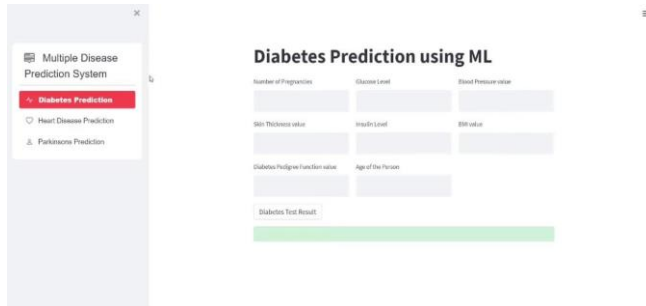 Multiple Disease
Prediction System
Diabetes Prediction
Heart Disease Prediction
Parkinsons Prediction
Diabetes Prediction using ML
Number of Pregnancies
Glucose Level
Blood Pressure value
Skin Thickness value
Insulin Level
BMI value
Diabetes Pedigree Function value
Age of the Person
Diabetes Test Result